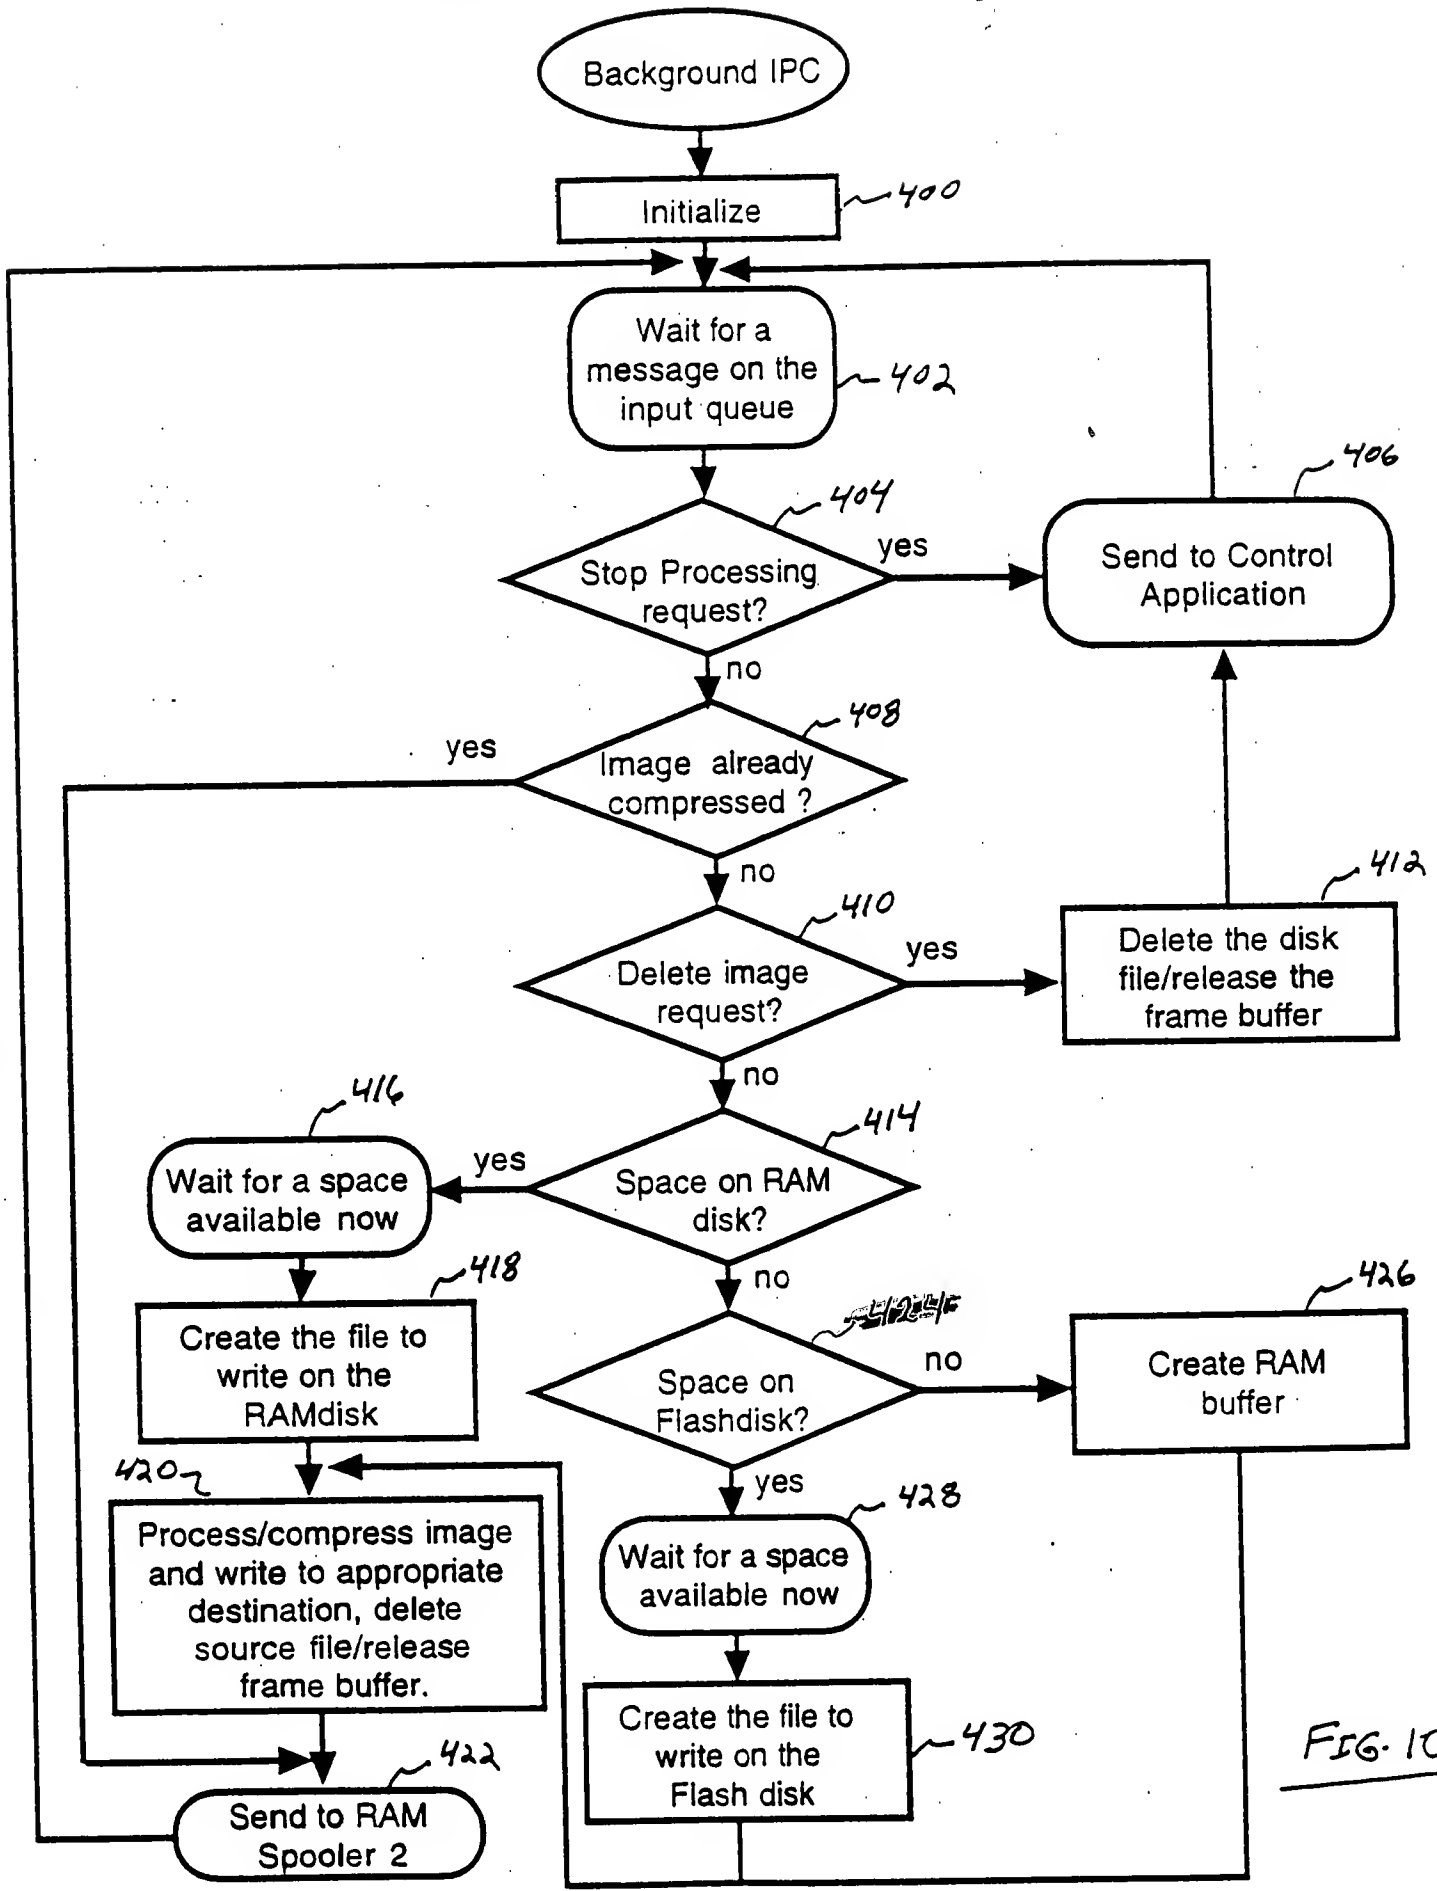 Background IPC
Initialize
400
Wait for a
message on the
input queue
402
404
406
Stop Processing
request?
yes
Send to Control
Application
no
408
yes
Image already
compressed ?
no
410
412
Delete image
request?
yes
Delete the disk
file/release the
frame buffer
no
416
414
Wait for a space
available now
yes
Space on RAM
disk?
no
418
424
426
Create the file to
write on the
RAMdisk
Space on
Flashdisk?
no
Create RAM
buffer
yes
420
428
Process/compress image
and write to appropriate
destination, delete
source file/release
frame buffer.
Wait for a space
available now
422
Create the file to
write on the
Flash disk
430
FIG. 10
Send to RAM
Spooler 2